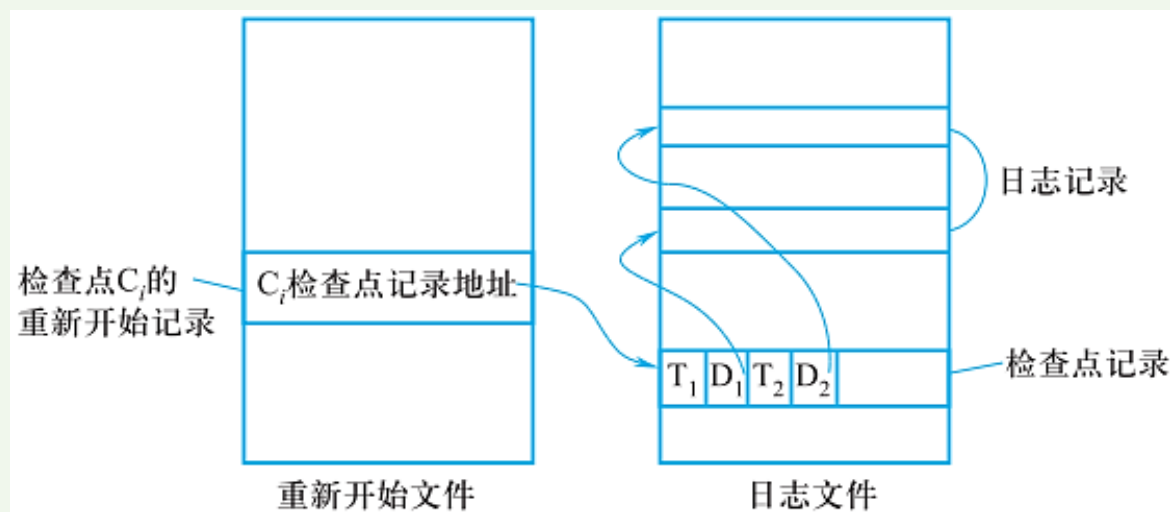 日志记录
检查点Cᵢ的
重新开始记录
Cᵢ检查点记录地址
T₁ D₁ T₂ D₂
检查点记录
重新开始文件
日志文件